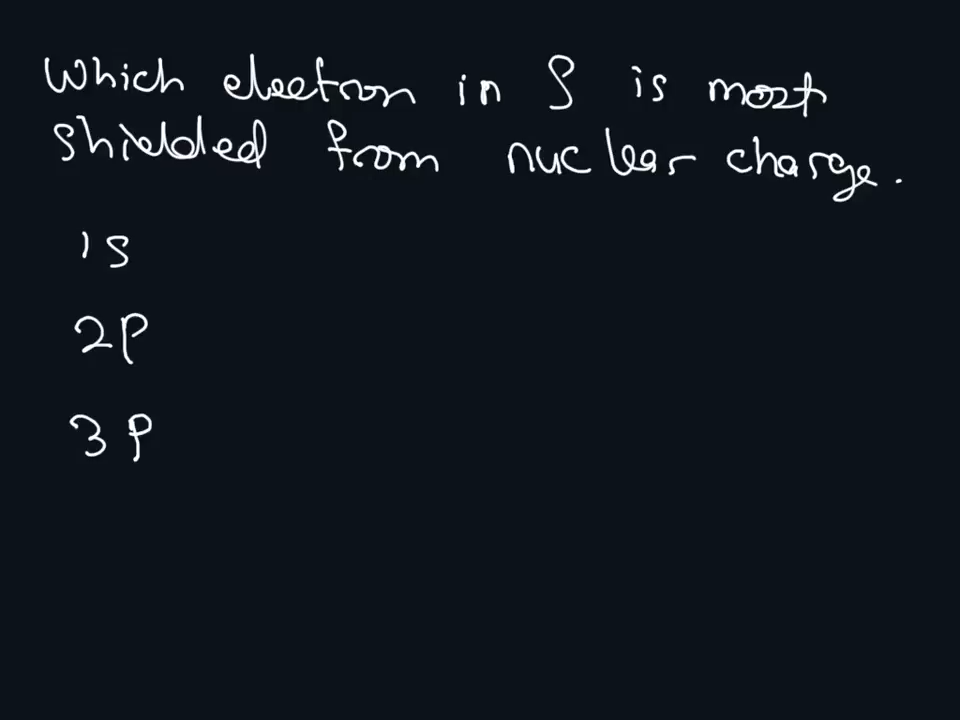 Which electron in S is most
shielded from nuclear charge.
1s
2p
3p